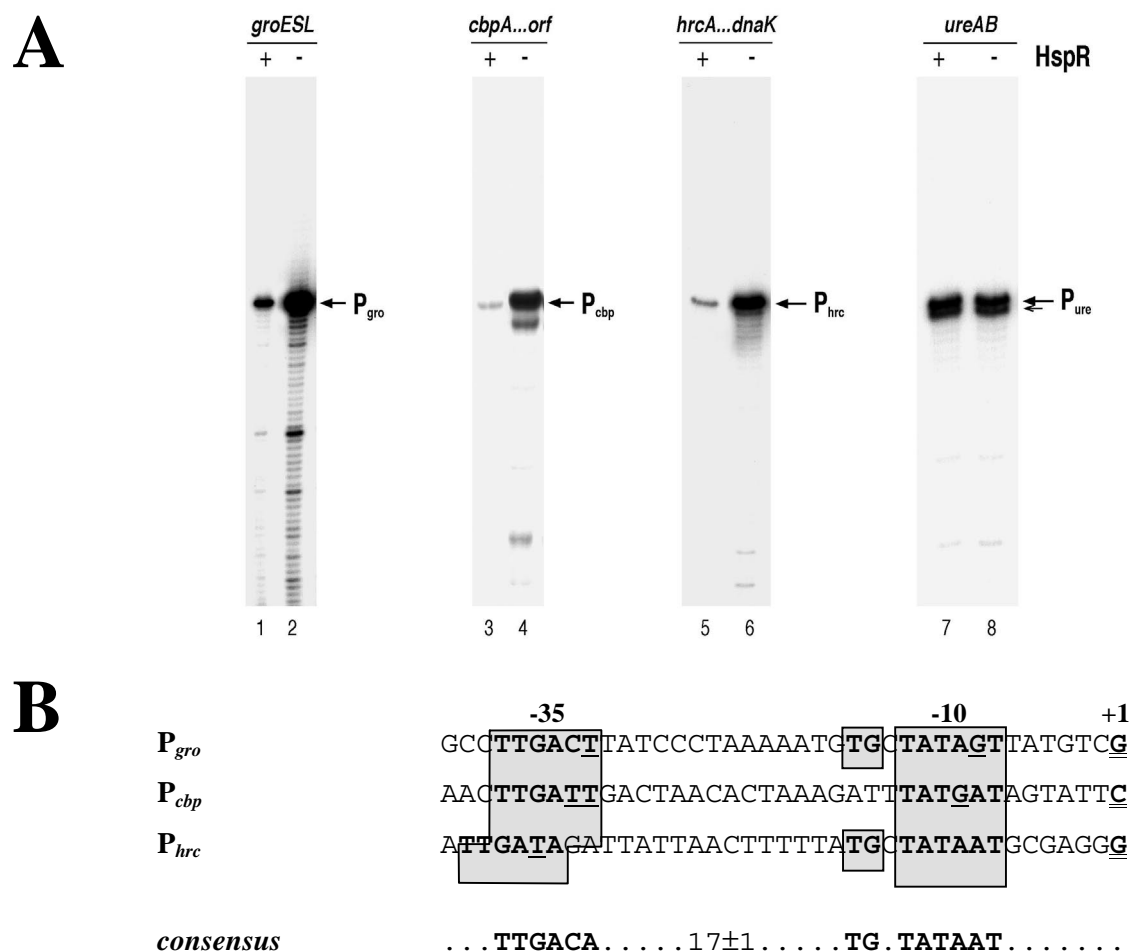 A
groESL cbpA...orf hrcA...dnaK ureAB
+ - + - + - + - HspR
Pgro Pcbp Phrc Pure
1 2 3 4 5 6 7 8
B
-35 -10 +1
Pgro GCCTTGACTTATCCCTAAAAATGTGCTATAGTTATGTCG
Pcbp AACTTGATTGACTAACACTAAAGATTTATGATAGTATTC
Phrc ATTGATAGATTATTAACTTTTTATGCTATAATGCGAGGG
consensus ...TTGACA.....17±1.....TG.TATAAT.......